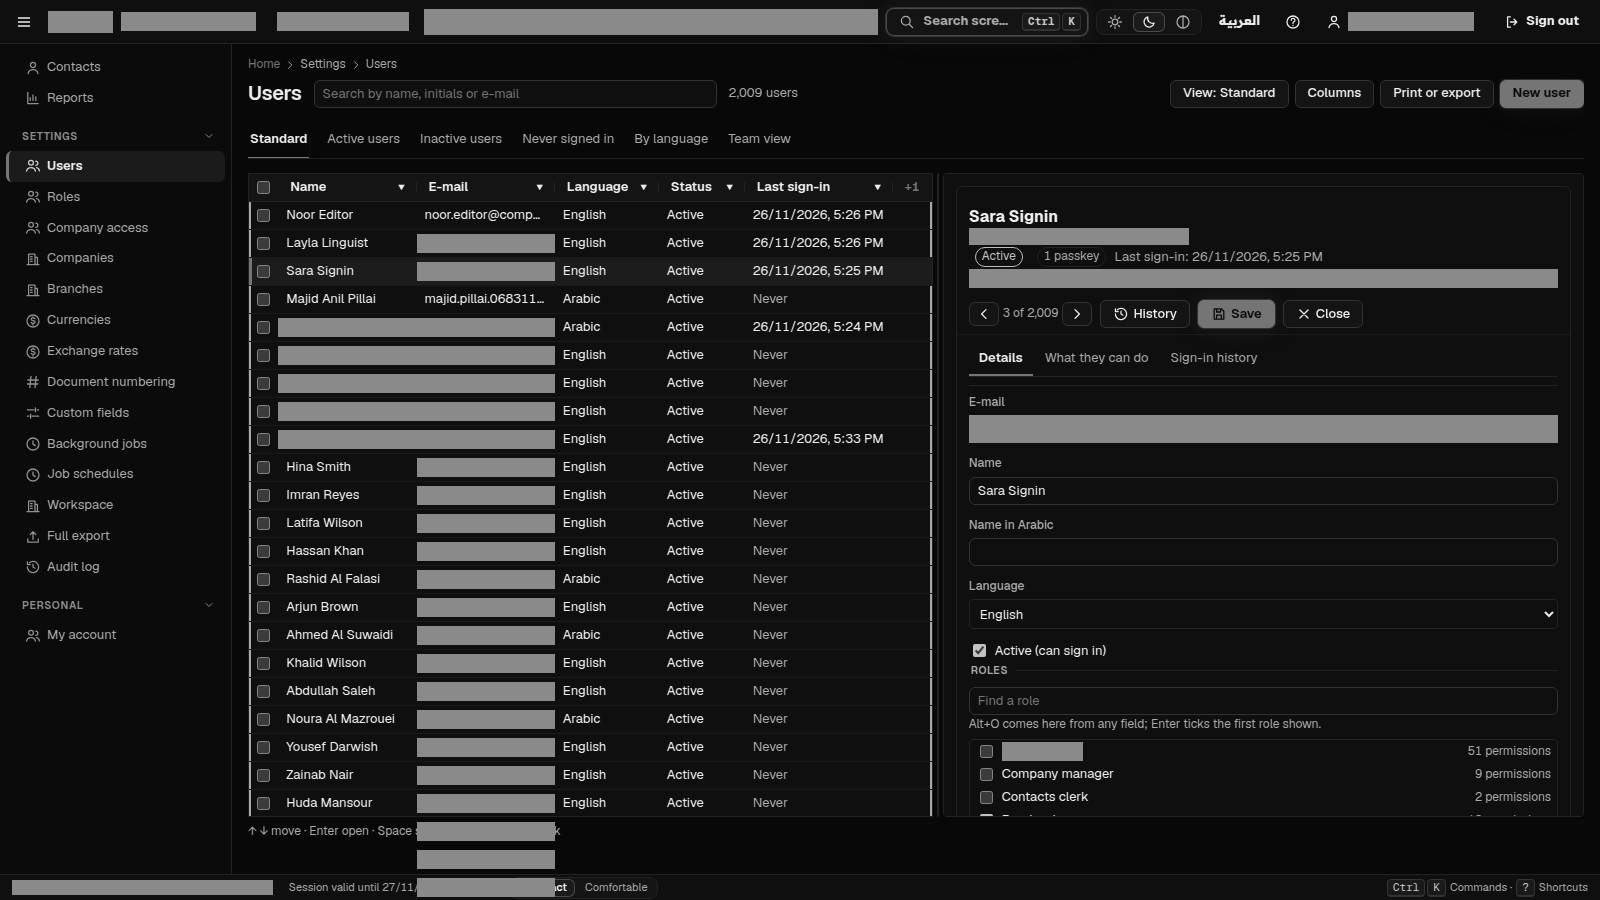 Search scre... Ctrl K
العربية
Sign out
Contacts
Reports
SETTINGS
Users
Roles
Company access
Companies
Branches
Currencies
Exchange rates
Document numbering
Custom fields
Background jobs
Job schedules
Workspace
Full export
Audit log
PERSONAL
My account
Home > Settings > Users
Users
Search by name, initials or e-mail
2,009 users
View: Standard
Columns
Print or export
New user
Standard Active users Inactive users Never signed in By language Team view
Name E-mail Language Status Last sign-in +1
Noor Editor noor.editor@comp... English Active 26/11/2026, 5:26 PM
Layla Linguist English Active 26/11/2026, 5:26 PM
Sara Signin English Active 26/11/2026, 5:25 PM
Majid Anil Pillai majid.pillai.068311... Arabic Active Never
Arabic Active 26/11/2026, 5:24 PM
English Active Never
English Active Never
English Active Never
English Active 26/11/2026, 5:33 PM
Hina Smith English Active Never
Imran Reyes English Active Never
Latifa Wilson English Active Never
Hassan Khan English Active Never
Rashid Al Falasi Arabic Active Never
Arjun Brown English Active Never
Ahmed Al Suwaidi Arabic Active Never
Khalid Wilson English Active Never
Abdullah Saleh English Active Never
Noura Al Mazrouei Arabic Active Never
Yousef Darwish English Active Never
Zainab Nair English Active Never
Huda Mansour English Active Never
↑↓ move · Enter open · Space
Sara Signin
Active 1 passkey Last sign-in: 26/11/2026, 5:25 PM
3 of 2,009
History
Save
Close
Details What they can do Sign-in history
E-mail
Name
Sara Signin
Name in Arabic
Language
English
Active (can sign in)
ROLES
Find a role
Alt+O comes here from any field; Enter ticks the first role shown.
51 permissions
Company manager 9 permissions
Contacts clerk 2 permissions
Session valid until 27/11/
Comfortable
Ctrl K Commands · ? Shortcuts